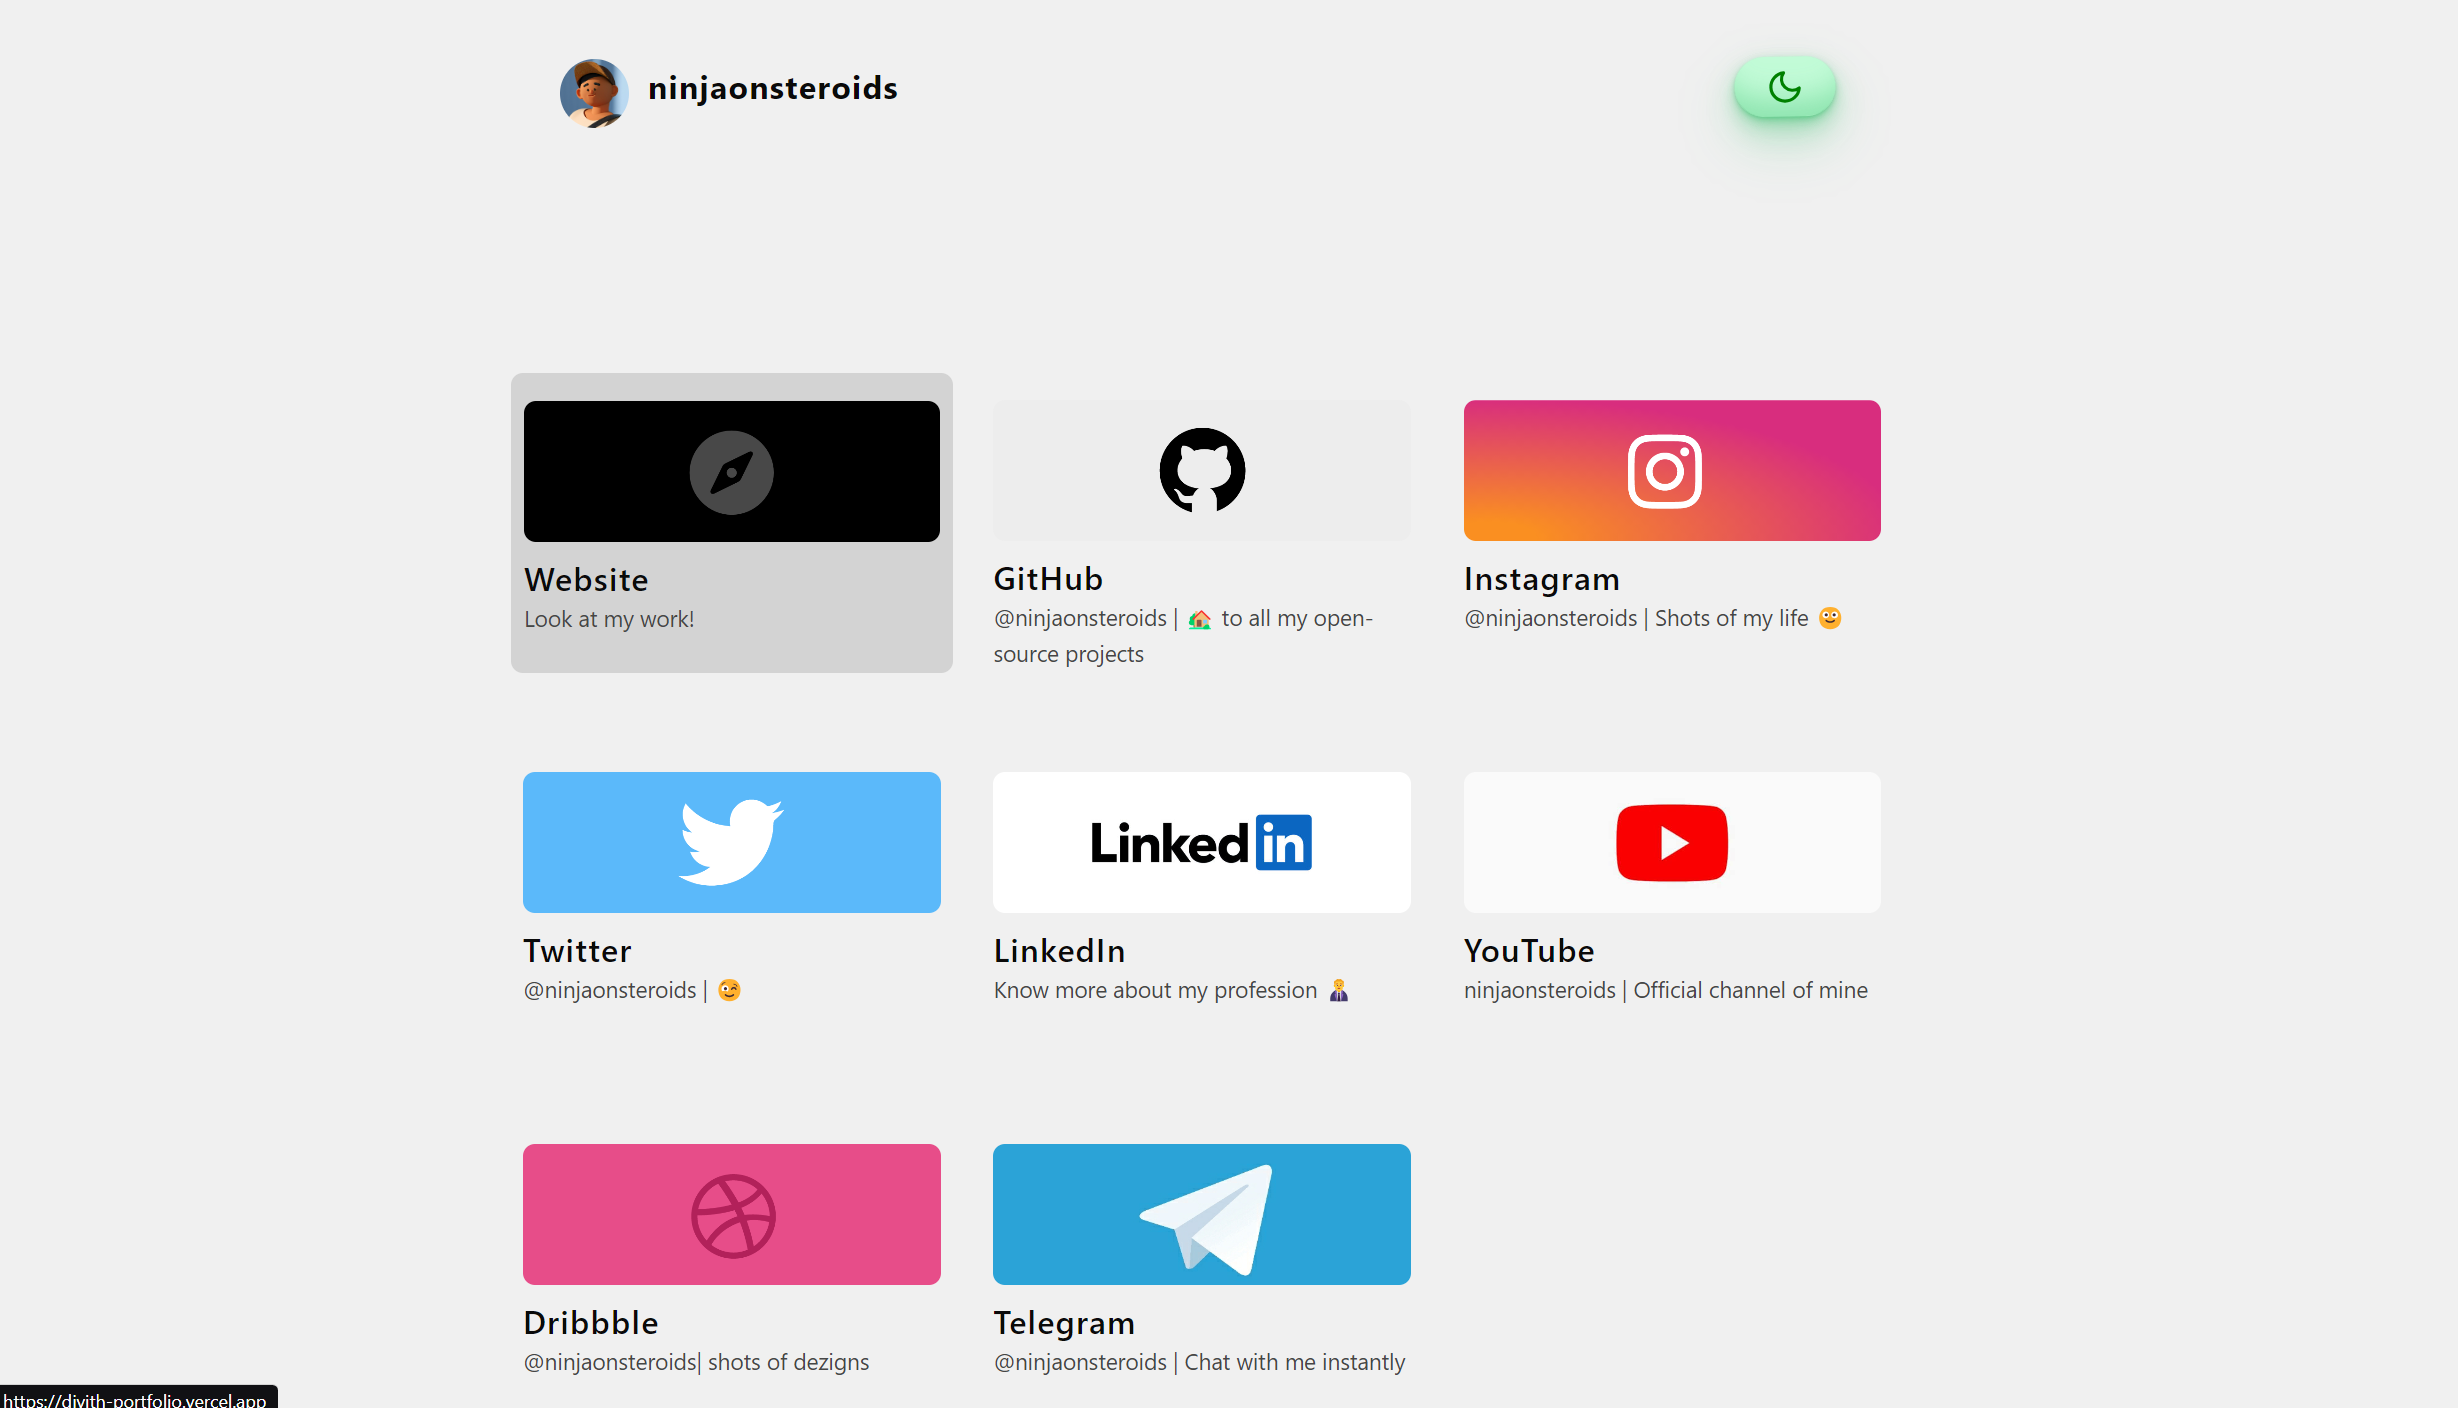 ninjaonsteroids
Website
Look at my work!
GitHub
@ninjaonsteroids | 🏡 to all my open-
source projects
Instagram
@ninjaonsteroids | Shots of my life 🙂
Twitter
@ninjaonsteroids | 😉
Linked in
LinkedIn
Know more about my profession 👨‍💼
YouTube
ninjaonsteroids | Official channel of mine
Dribbble
@ninjaonsteroids| shots of dezigns
Telegram
@ninjaonsteroids | Chat with me instantly
https://divith-portfolio.vercel.app